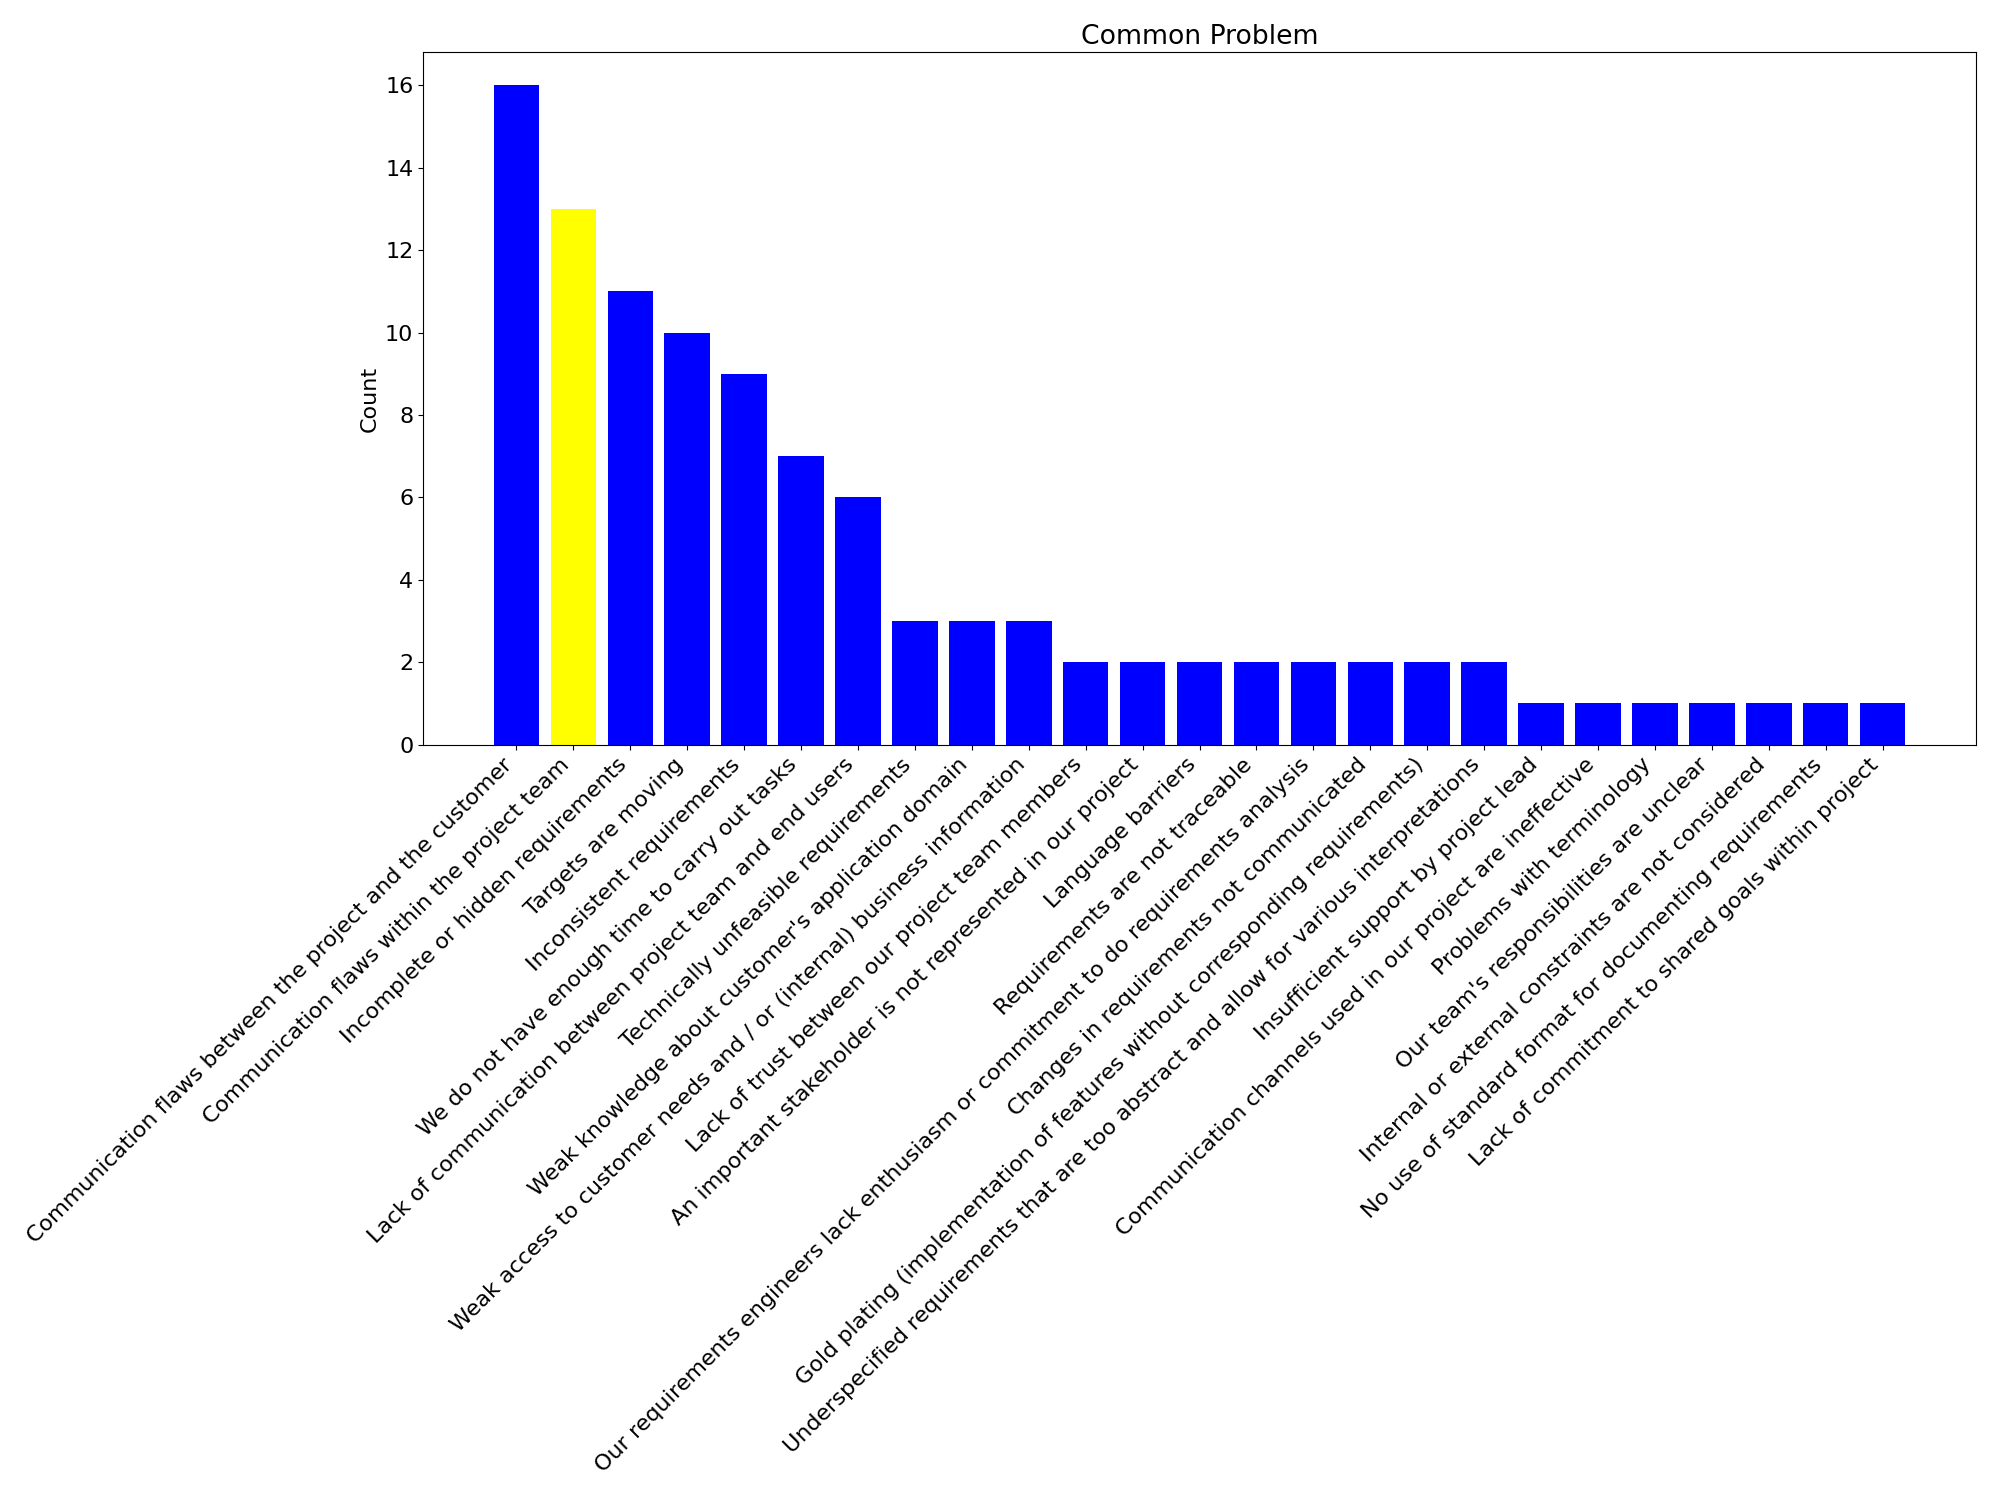 Common Problem
Count
16
14
12
10
8
6
4
2
0
Communication flaws between the project and the customer
Communication flaws within the project team
Incomplete or hidden requirements
Targets are moving
Inconsistent requirements
We do not have enough time to carry out tasks
Lack of communication between project team and end users
Technically unfeasible requirements
Weak knowledge about customer's application domain
Weak access to customer needs and / or (internal) business information
Lack of trust between our project team members
An important stakeholder is not represented in our project
Language barriers
Requirements are not traceable
Our requirements engineers lack enthusiasm or commitment to do requirements analysis
Changes in requirements not communicated
Gold plating (implementation of features without corresponding requirements)
Underspecified requirements that are too abstract and allow for various interpretations
Insufficient support by project lead
Communication channels used in our project are ineffective
Problems with terminology
Our team's responsibilities are unclear
Internal or external constraints are not considered
No use of standard format for documenting requirements
Lack of commitment to shared goals within project